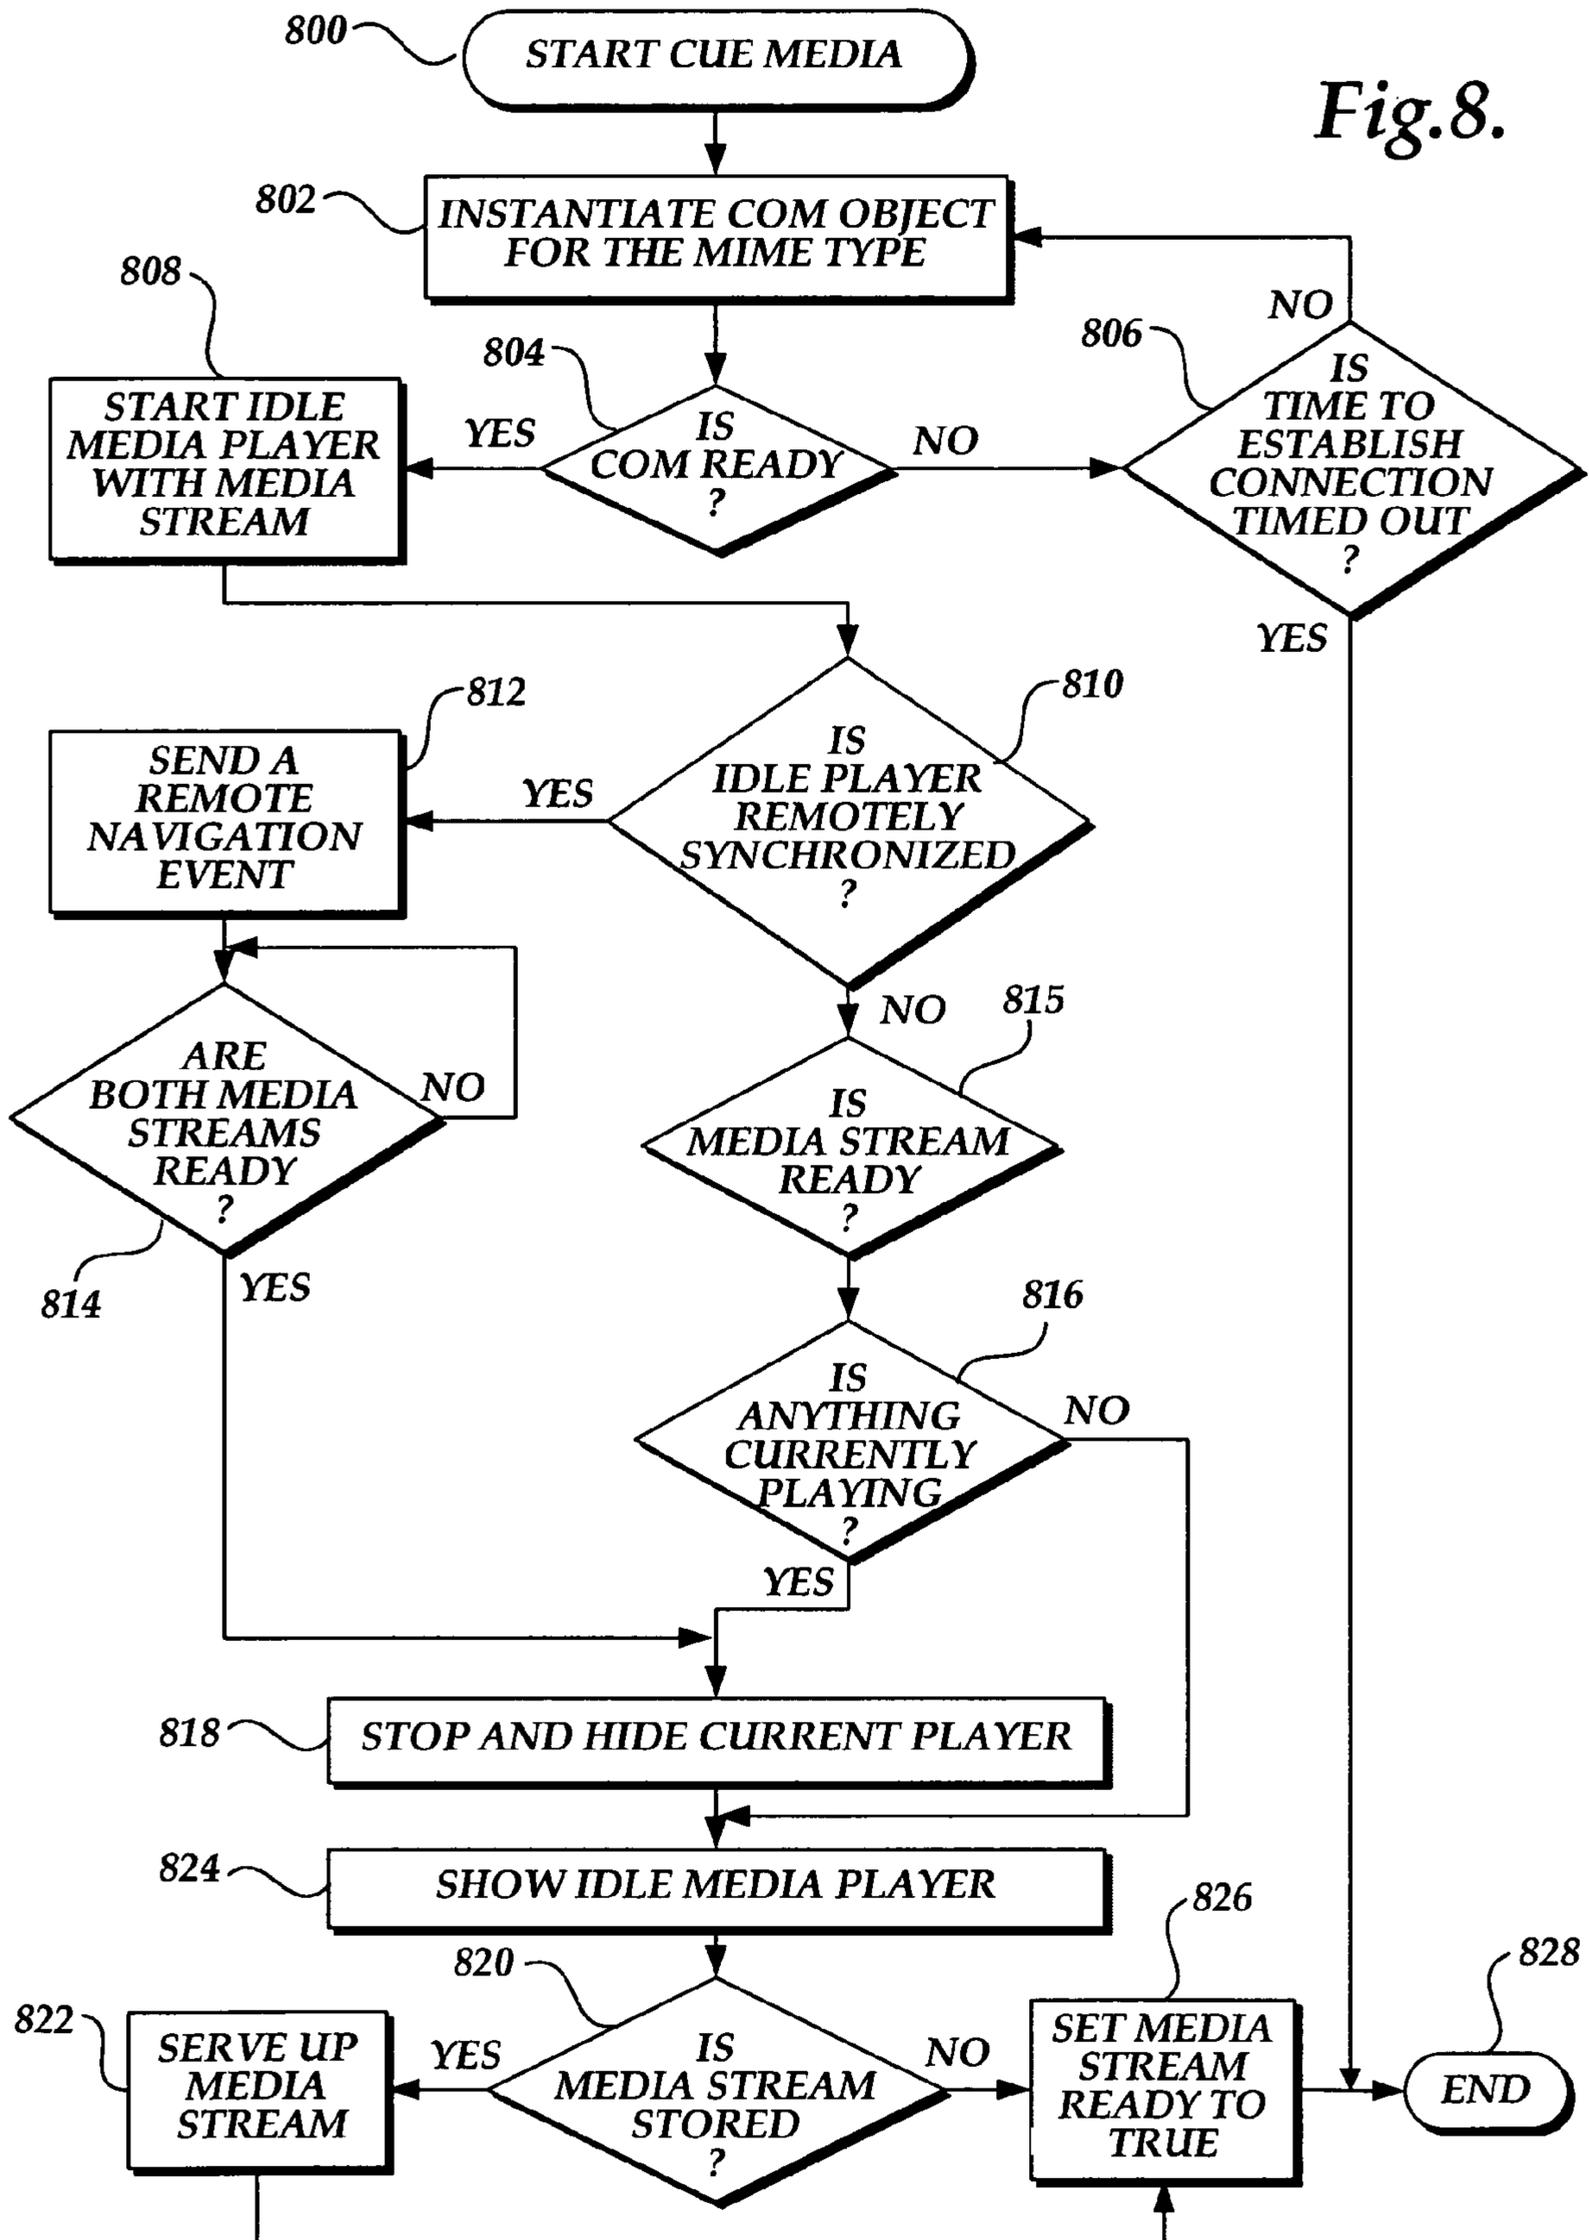 800
START CUE MEDIA
Fig.8.
802
INSTANTIATE COM OBJECT
FOR THE MIME TYPE
808
804
NO
806
START IDLE
MEDIA PLAYER
WITH MEDIA
STREAM
YES
IS
COM READY
?
NO
IS
TIME TO
ESTABLISH
CONNECTION
TIMED OUT
?
YES
812
810
SEND A
REMOTE
NAVIGATION
EVENT
YES
IS
IDLE PLAYER
REMOTELY
SYNCHRONIZED
?
NO
815
ARE
BOTH MEDIA
STREAMS
READY
?
NO
IS
MEDIA STREAM
READY
?
814
YES
816
IS
ANYTHING
CURRENTLY
PLAYING
?
NO
YES
818
STOP AND HIDE CURRENT PLAYER
824
SHOW IDLE MEDIA PLAYER
826
820
828
822
SERVE UP
MEDIA
STREAM
YES
IS
MEDIA STREAM
STORED
?
NO
SET MEDIA
STREAM
READY TO
TRUE
END